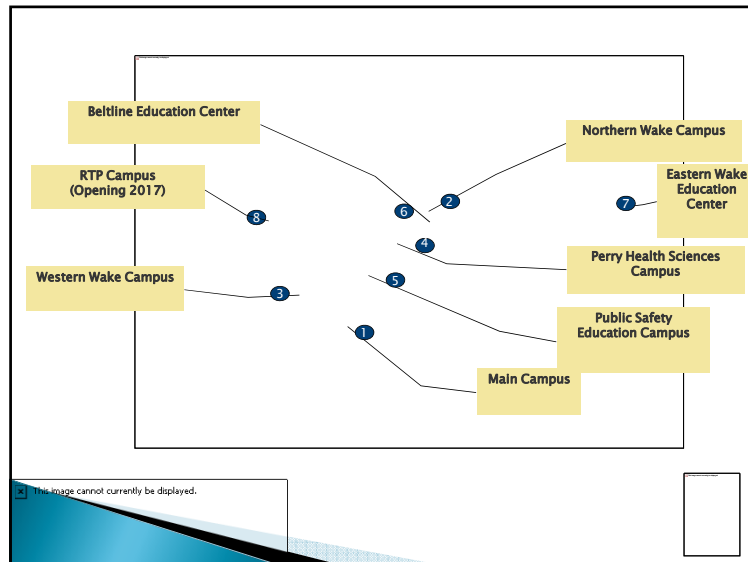 Beltline Education Center
Northern Wake Campus
RTP Campus
(Opening 2017)
Eastern Wake
Education
Center
2
6
7
8
4
Perry Health Sciences
Campus
Western Wake Campus
5
3
Public Safety
Education Campus
1
Main Campus
This image cannot currently be displayed.